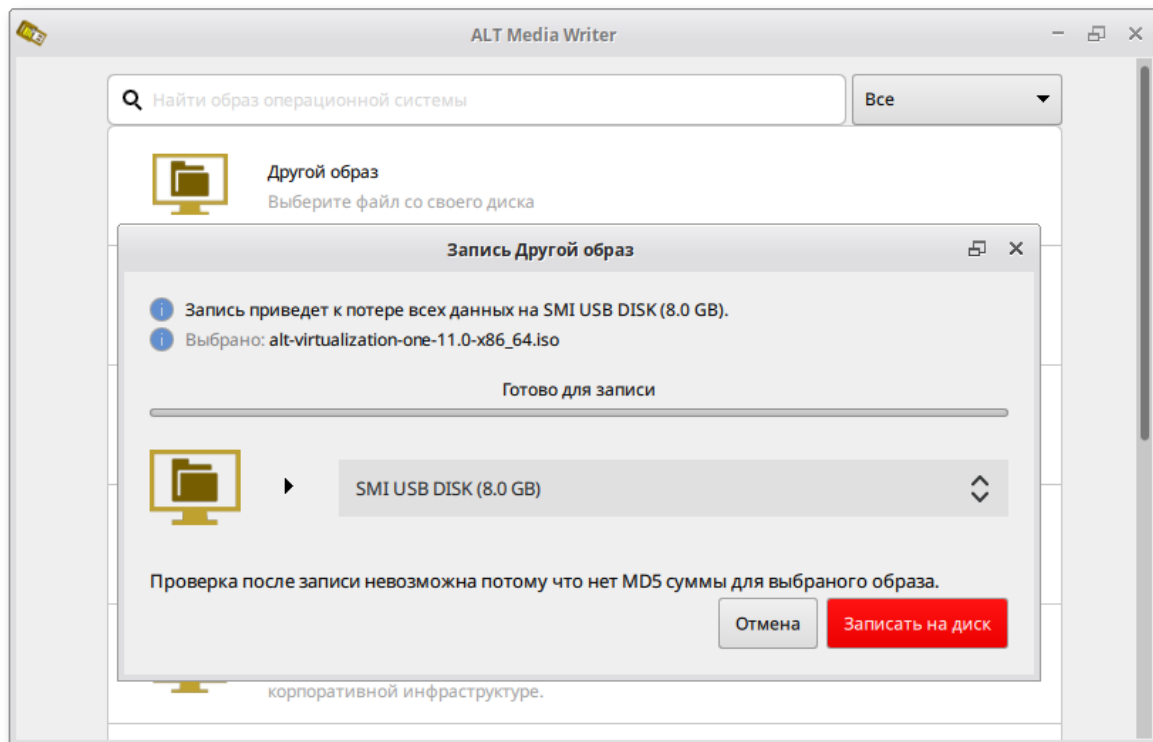 ALT Media Writer
Найти образ операционной системы
Все
Другой образ
Выберите файл со своего диска
Запись Другой образ
Запись приведет к потере всех данных на SMI USB DISK (8.0 GB).
Выбрано: alt-virtualization-one-11.0-x86_64.iso
Готово для записи
SMI USB DISK (8.0 GB)
Проверка после записи невозможна потому что нет MD5 суммы для выбраного образа.
Отмена
Записать на диск
корпоративной инфраструктуре.